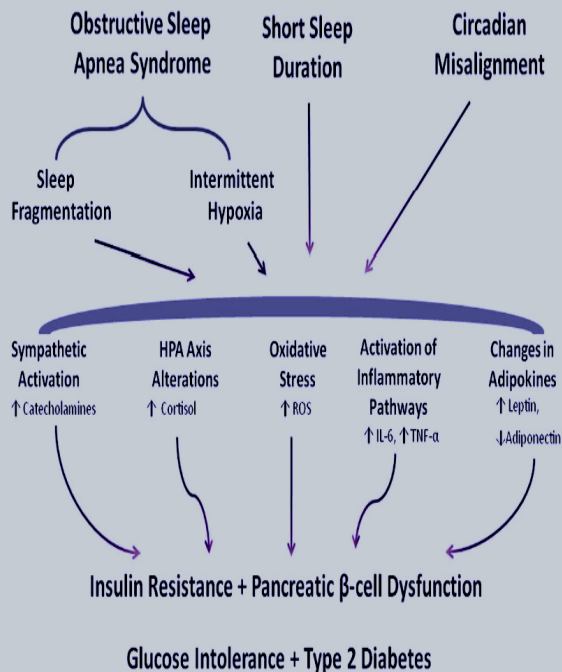 Obstructive Sleep
Apnea Syndrome
Short Sleep
Duration
Circadian
Misalignment
Sleep
Fragmentation
Intermittent
Hypoxia
Sympathetic
Activation
↑ Catecholamines
HPA Axis
Alterations
↑ Cortisol
Oxidative
Stress
↑ ROS
Activation of
Inflammatory
Pathways
↑ IL-6, ↑ TNF-α
Changes in
Adipokines
↑ Leptin,
↓Adiponectin
Insulin Resistance + Pancreatic β-cell Dysfunction
Glucose Intolerance + Type 2 Diabetes